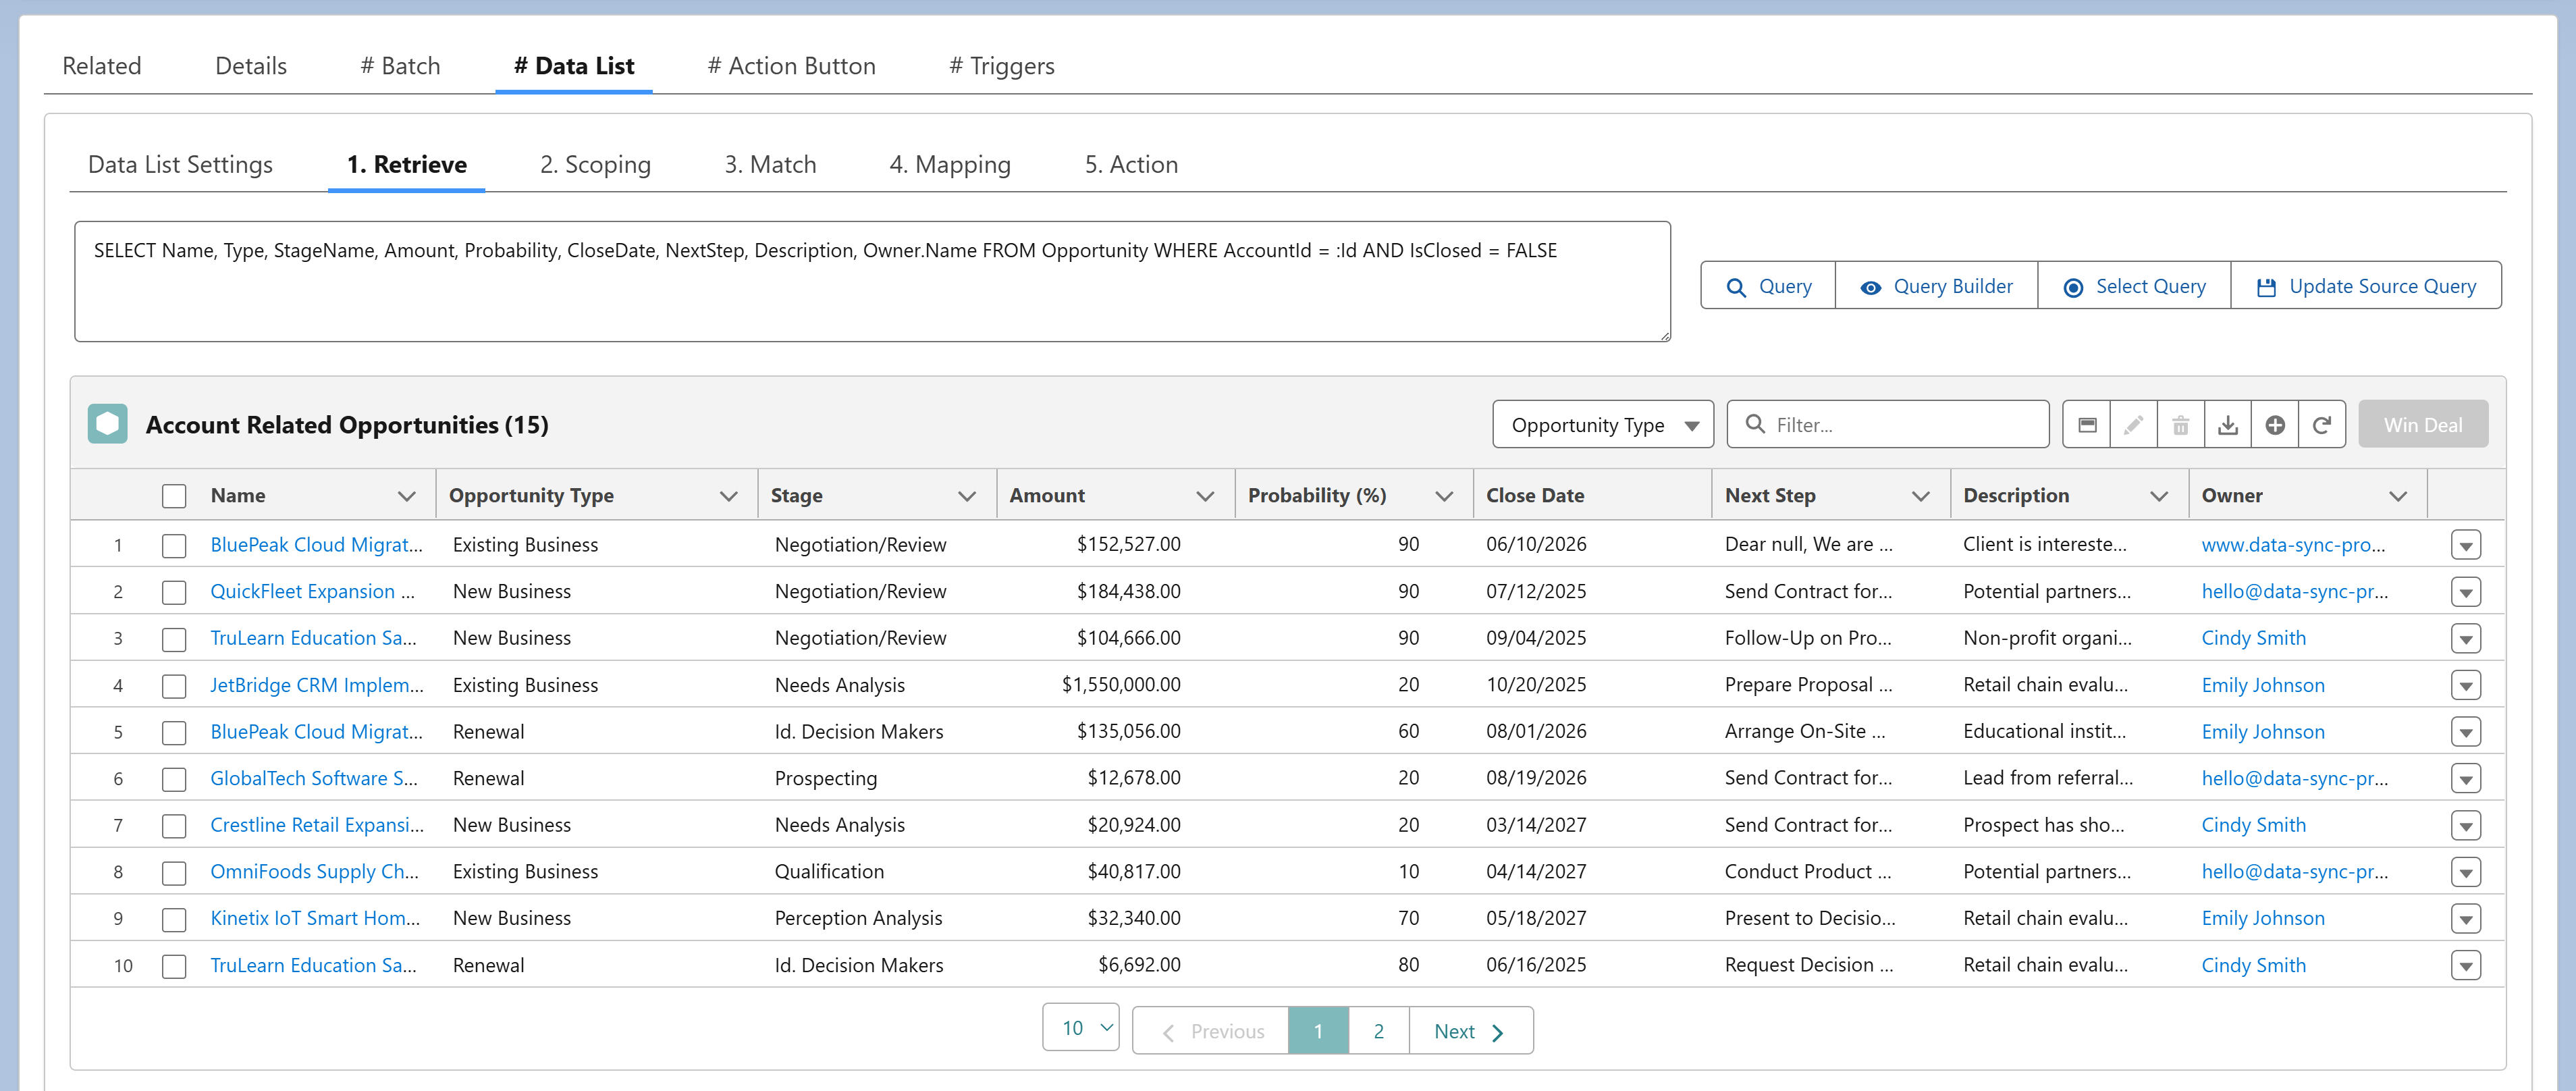 Related Details # Batch # Data List # Action Button # Triggers
Data List Settings 1. Retrieve 2. Scoping 3. Match 4. Mapping 5. Action
SELECT Name, Type, StageName, Amount, Probability, CloseDate, NextStep, Description, Owner.Name FROM Opportunity WHERE AccountId = :Id AND IsClosed = FALSE
Query Query Builder Select Query Update Source Query
Account Related Opportunities (15) Opportunity Type Filter... Win Deal
Name Opportunity Type Stage Amount Probability (%) Close Date Next Step Description Owner
1 BluePeak Cloud Migrat... Existing Business Negotiation/Review $152,527.00 90 06/10/2026 Dear null, We are ... Client is intereste... www.data-sync-pro...
2 QuickFleet Expansion ... New Business Negotiation/Review $184,438.00 90 07/12/2025 Send Contract for... Potential partners... hello@data-sync-pr...
3 TruLearn Education Sa... New Business Negotiation/Review $104,666.00 90 09/04/2025 Follow-Up on Pro... Non-profit organi... Cindy Smith
4 JetBridge CRM Implem... Existing Business Needs Analysis $1,550,000.00 20 10/20/2025 Prepare Proposal ... Retail chain evalu... Emily Johnson
5 BluePeak Cloud Migrat... Renewal Id. Decision Makers $135,056.00 60 08/01/2026 Arrange On-Site ... Educational instit... Emily Johnson
6 GlobalTech Software S... Renewal Prospecting $12,678.00 20 08/19/2026 Send Contract for... Lead from referral... hello@data-sync-pr...
7 Crestline Retail Expansi... New Business Needs Analysis $20,924.00 20 03/14/2027 Send Contract for... Prospect has sho... Cindy Smith
8 OmniFoods Supply Ch... Existing Business Qualification $40,817.00 10 04/14/2027 Conduct Product ... Potential partners... hello@data-sync-pr...
9 Kinetix IoT Smart Hom... New Business Perception Analysis $32,340.00 70 05/18/2027 Present to Decisio... Retail chain evalu... Emily Johnson
10 TruLearn Education Sa... Renewal Id. Decision Makers $6,692.00 80 06/16/2025 Request Decision ... Retail chain evalu... Cindy Smith
10 Previous 1 2 Next